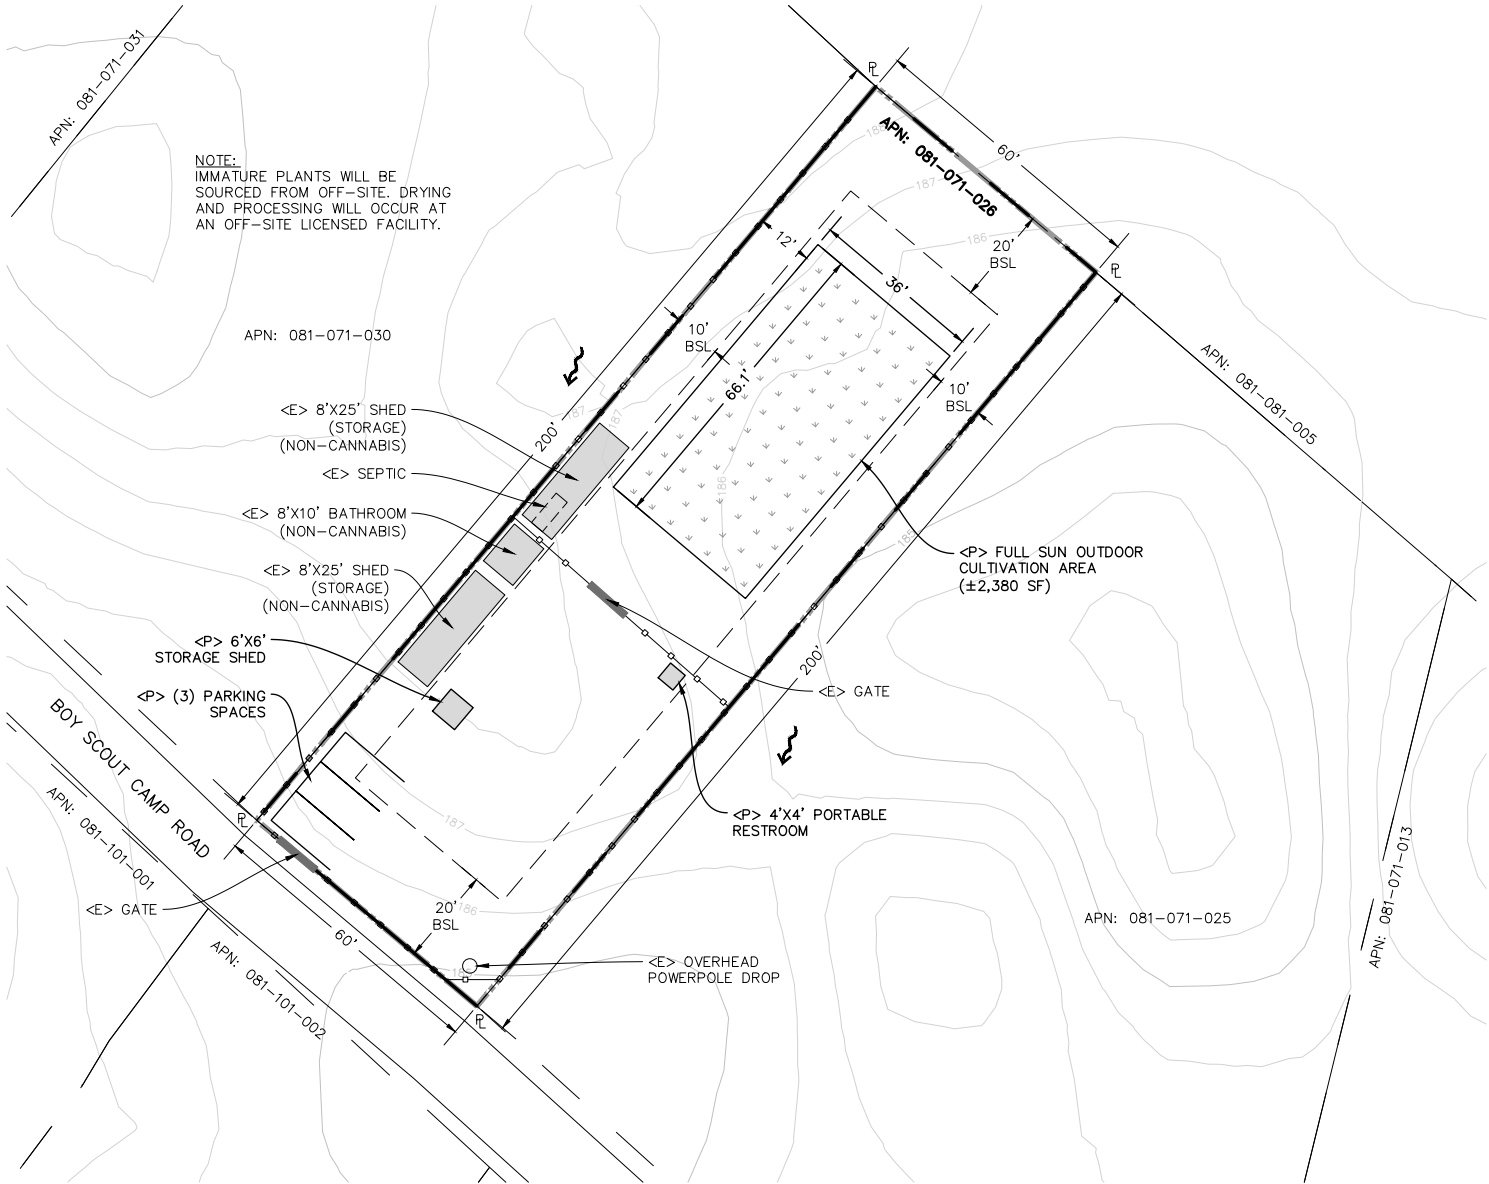 APN: 081-071-031
NOTE:
IMMATURE PLANTS WILL BE
SOURCED FROM OFF-SITE. DRYING
AND PROCESSING WILL OCCUR AT
AN OFF-SITE LICENSED FACILITY.
PL
60'
APN: 081-071-026
188
187
186
20'
BSL
PL
12'
36'
10'
BSL
66.1'
10'
BSL
APN: 081-071-030
APN: 081-081-005
<E> 8'X25' SHED
(STORAGE)
(NON-CANNABIS)
200'
187
187
<E> SEPTIC
186
<E> 8'X10' BATHROOM
(NON-CANNABIS)
185
<P> FULL SUN OUTDOOR
CULTIVATION AREA
(±2,380 SF)
<E> 8'X25' SHED
(STORAGE)
(NON-CANNABIS)
<P> 6'X6'
STORAGE SHED
200'
<E> GATE
<P> (3) PARKING
SPACES
BOY SCOUT CAMP ROAD
PL
187
<P> 4'X4' PORTABLE
RESTROOM
APN: 081-101-001
APN: 081-071-013
<E> GATE
20'
BSL
186
APN: 081-071-025
60'
<E> OVERHEAD
POWERPOLE DROP
APN: 081-101-002
PL